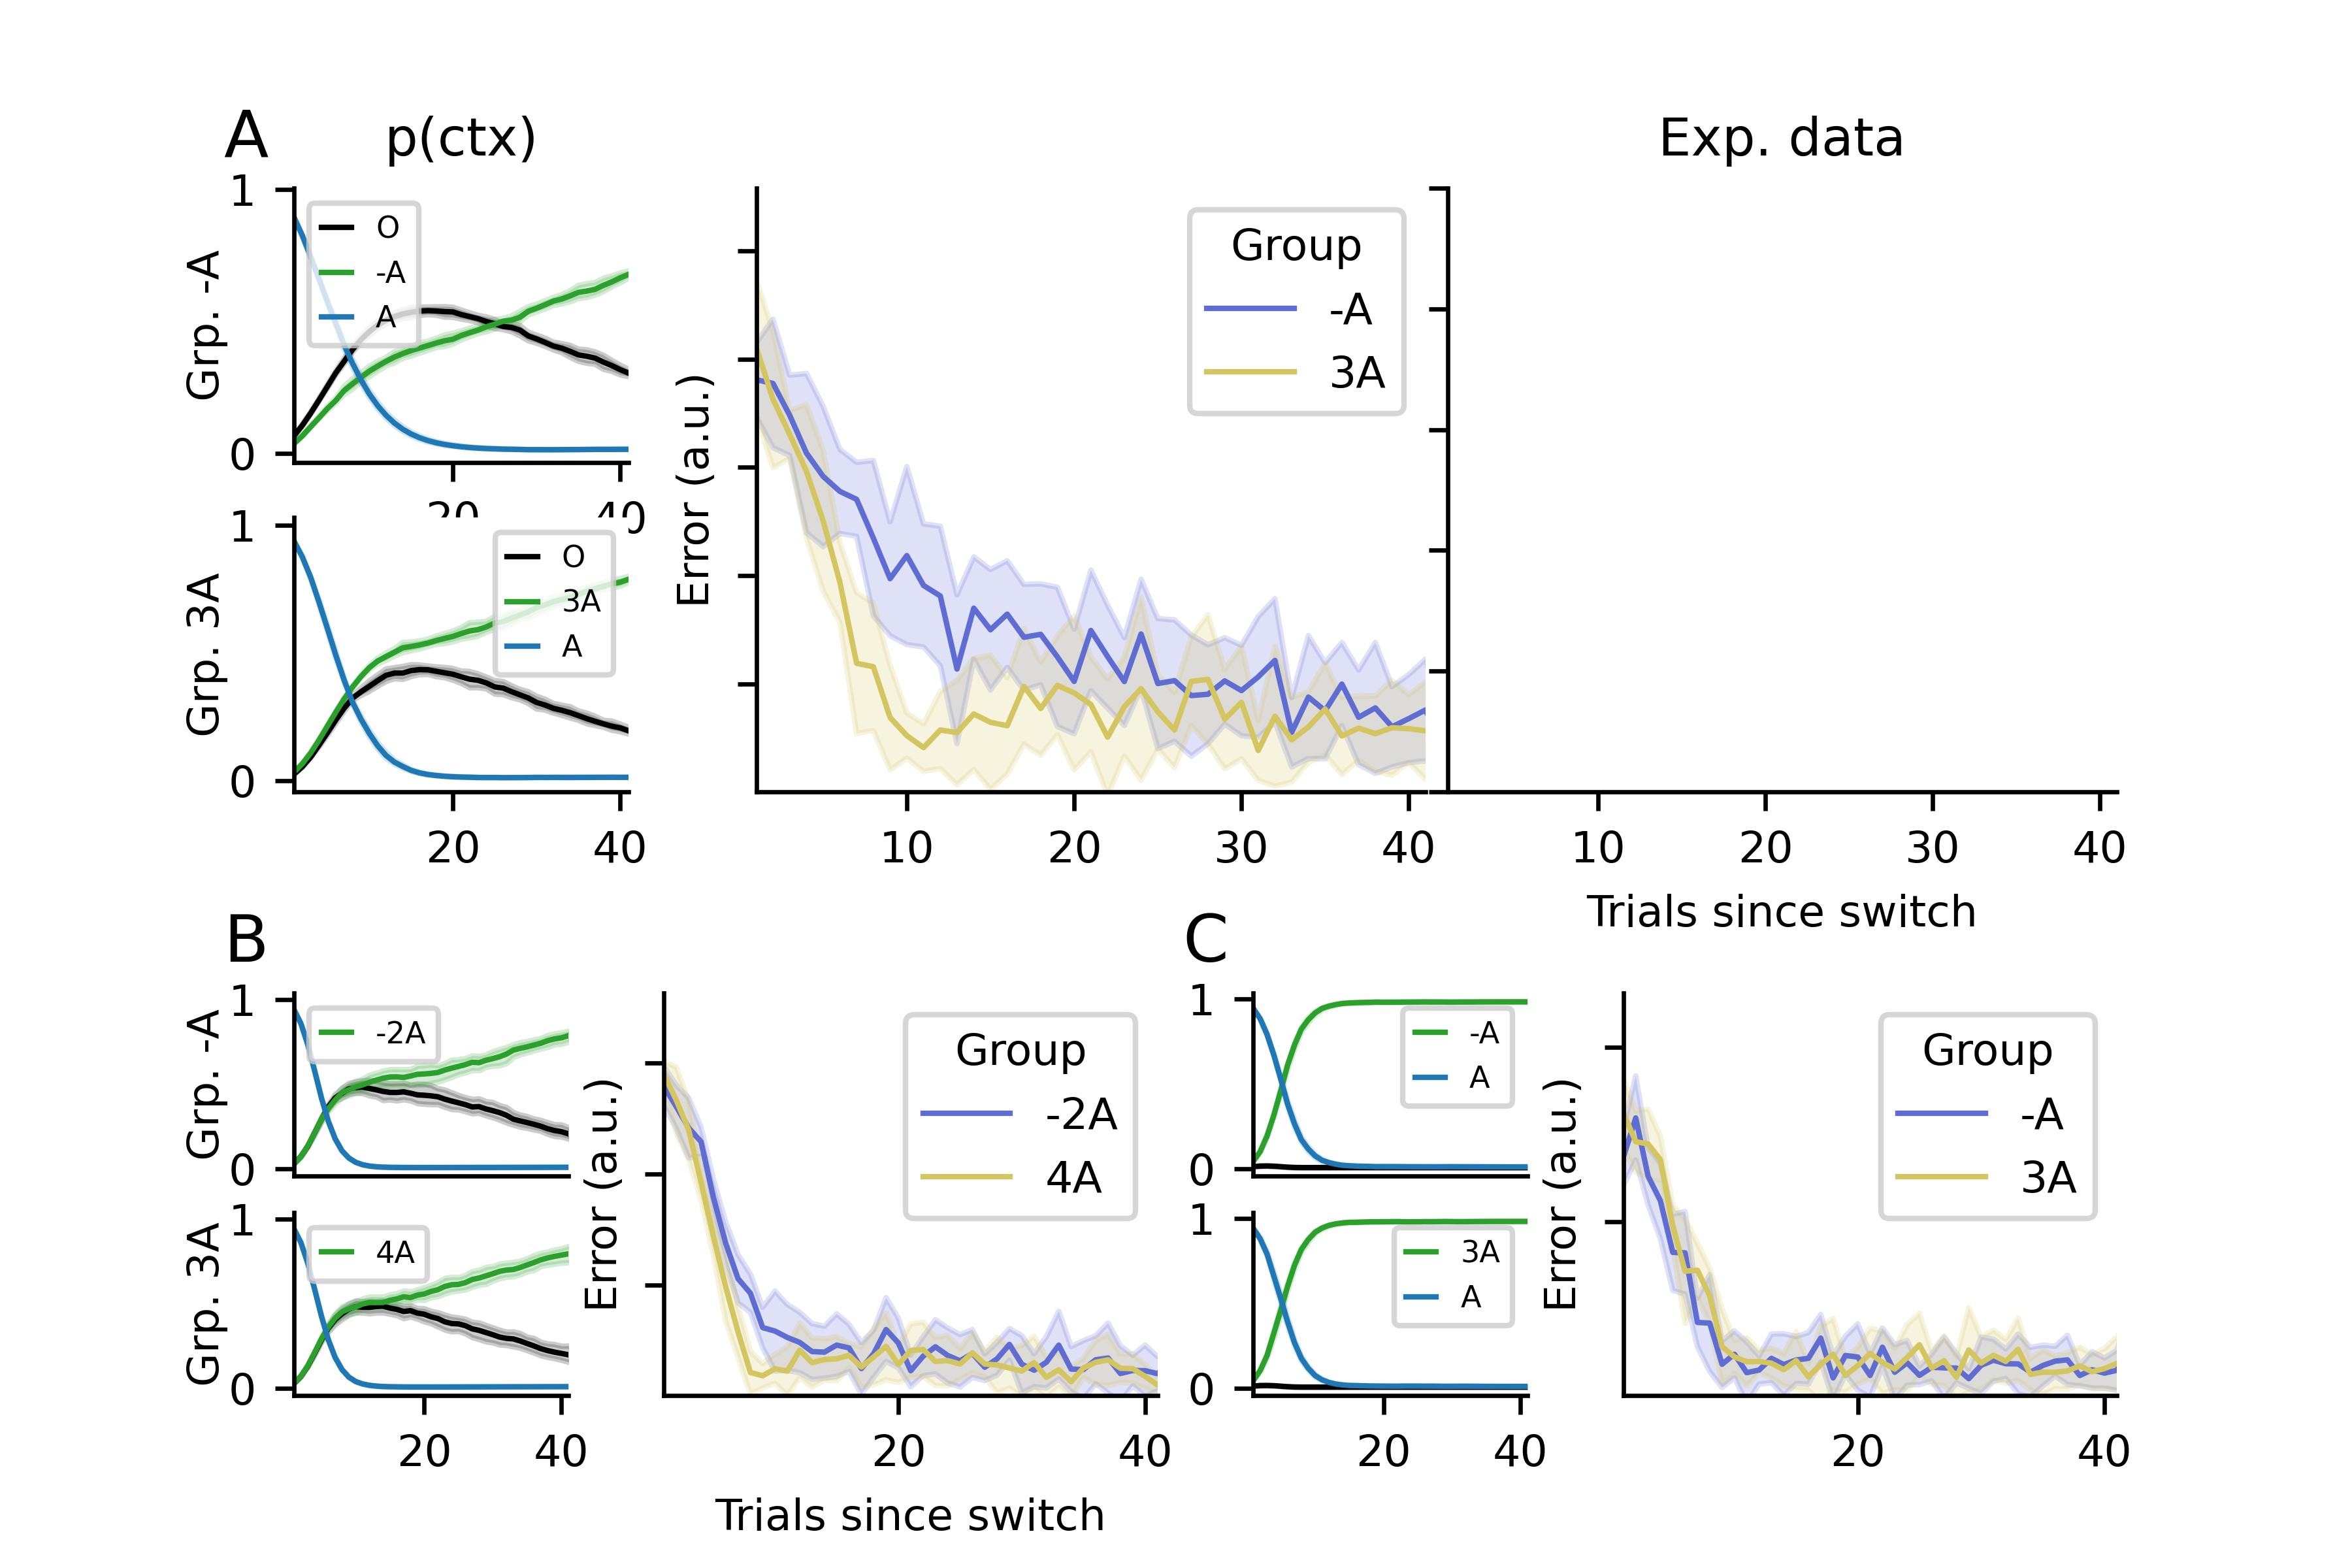 A
p(ctx)
Exp. data
Grp. -A
1
0
O
-A
A
20
40
Grp. 3A
1
0
O
3A
A
20
40
Error (a.u.)
Group
-A
3A
10
20
30
40
10
20
30
40
Trials since switch
B
Grp. -A
1
0
-2A
Grp. 3A
1
0
4A
20
40
Error (a.u.)
Group
-2A
4A
20
40
Trials since switch
C
1
0
-A
A
1
0
3A
A
20
40
Error (a.u.)
Group
-A
3A
20
40